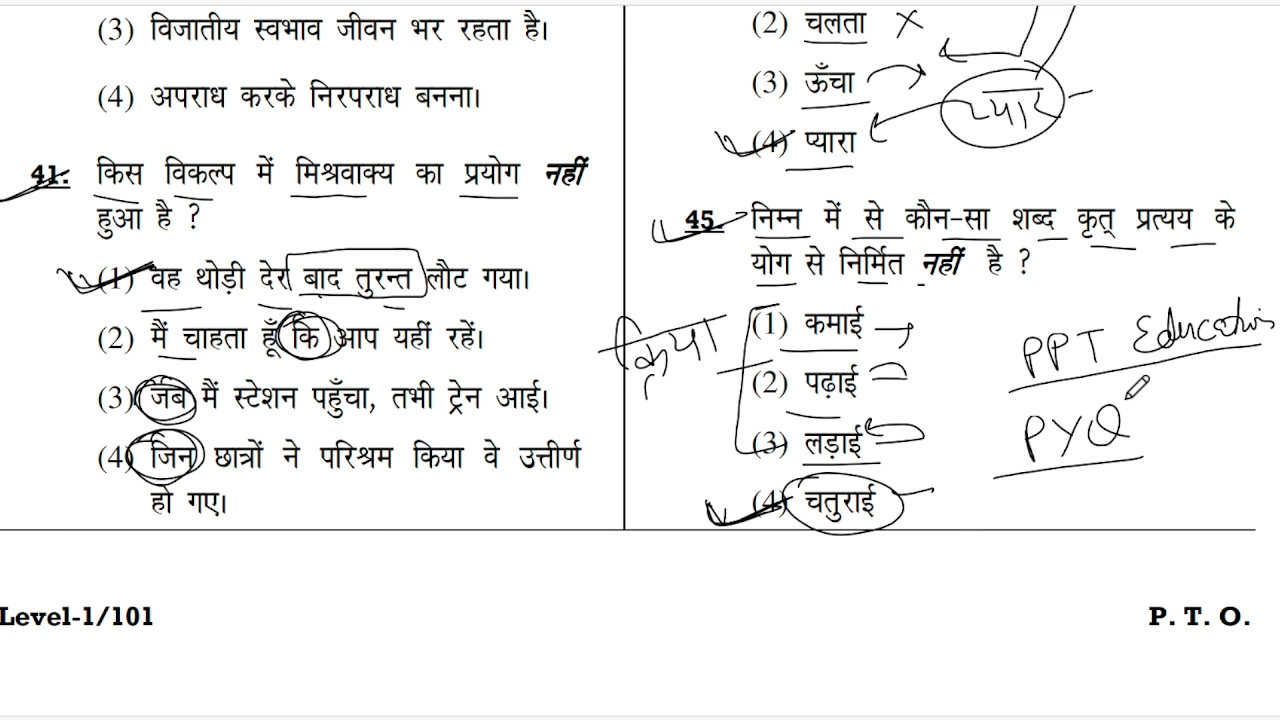 (3) विजातीय स्वभाव जीवन भर रहता है।
(4) अपराध करके निरपराध बनना।
41. किस विकल्प में मिश्रवाक्य का प्रयोग नहीं
हुआ है ?
(1) वह थोड़ी देर बाद तुरन्त लौट गया।
(2) मैं चाहता हूँ कि आप यहीं रहें।
(3) जब मैं स्टेशन पहुँचा, तभी ट्रेन आई।
(4) जिन छात्रों ने परिश्रम किया वे उत्तीर्ण
हो गए।
(2) चलता
(3) ऊँचा
(4) प्यारा
प्यार
45. निम्न में से कौन-सा शब्द कृत् प्रत्यय के
योग से निर्मित नहीं है ?
(1) कमाई
(2) पढ़ाई
(3) लड़ाई
(4) चतुराई
क्रिया
PPT Education
PYQ
Level-1/101
P. T. O.